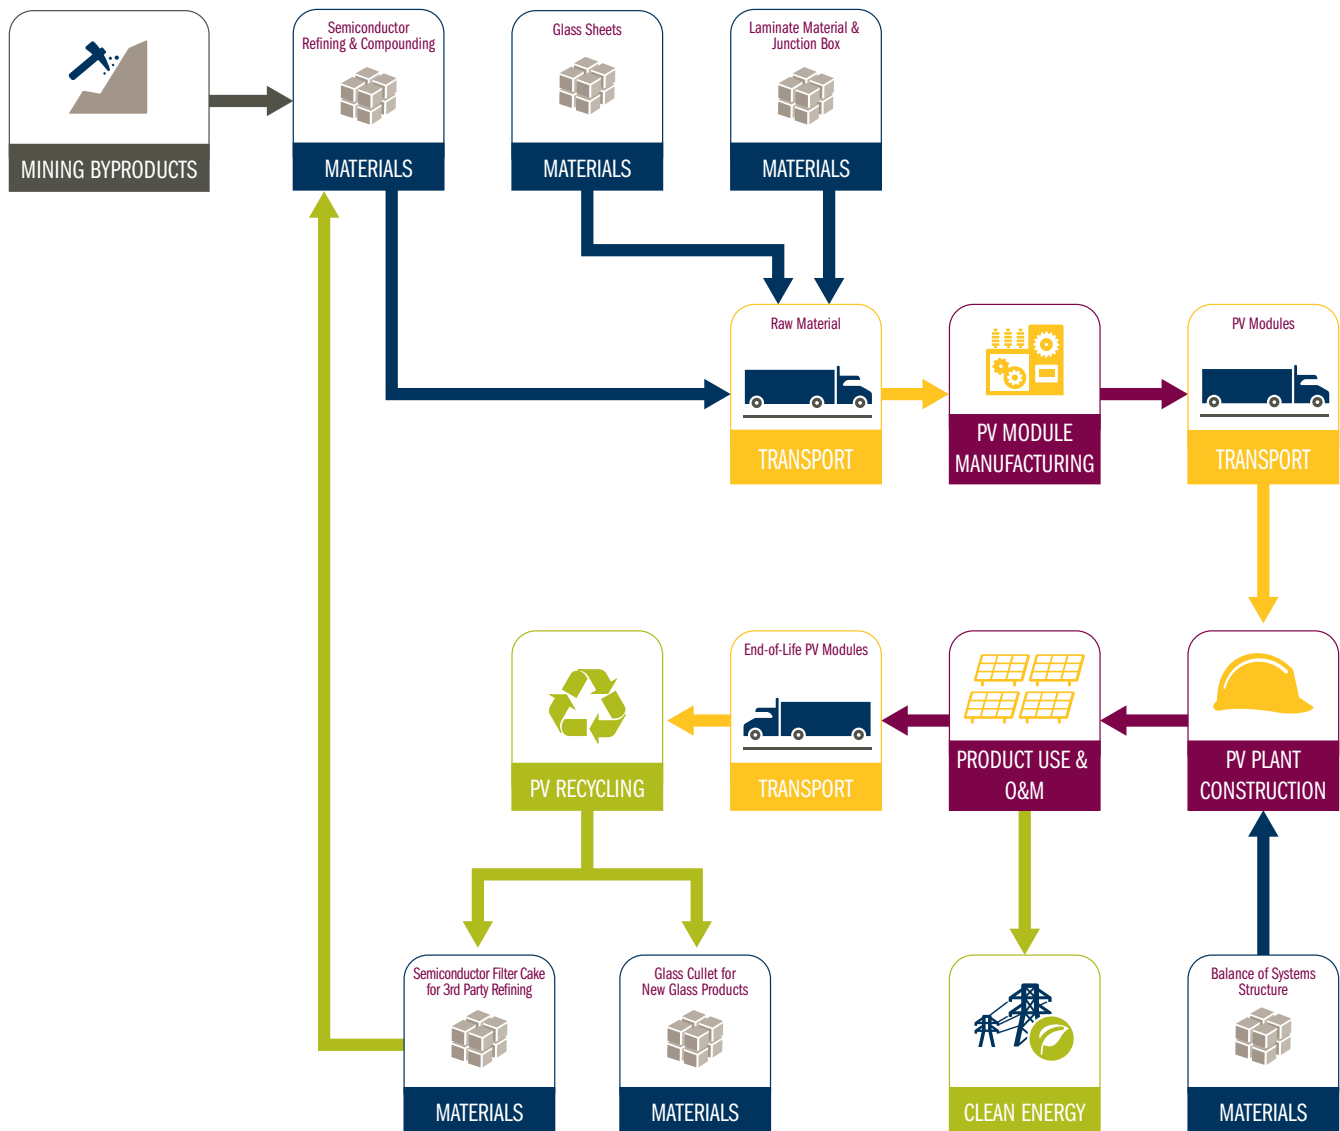 MINING BYPRODUCTS
Semiconductor
Refining & Compounding
MATERIALS
Glass Sheets
MATERIALS
Laminate Material &
Junction Box
MATERIALS
Raw Material
TRANSPORT
PV MODULE
MANUFACTURING
PV Modules
TRANSPORT
PV RECYCLING
End-of-Life PV Modules
TRANSPORT
PRODUCT USE &
O&M
PV PLANT
CONSTRUCTION
Semiconductor Filter Cake
for 3rd Party Refining
MATERIALS
Glass Cullet for
New Glass Products
MATERIALS
CLEAN ENERGY
Balance of Systems
Structure
MATERIALS